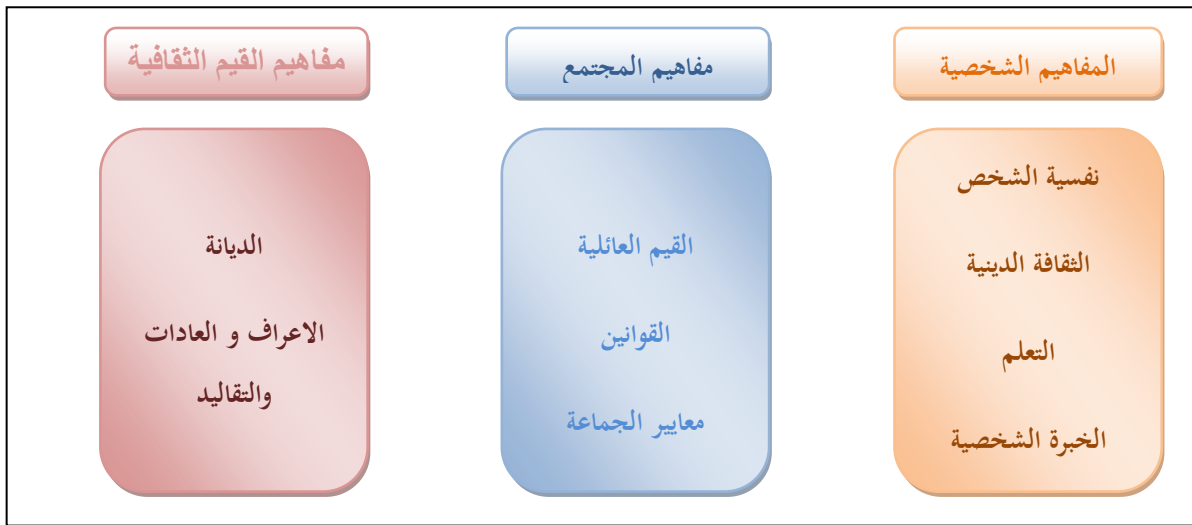 المفاهيم الشخصية
نفسية الشخص
الثقافة الدينية
التعلم
الخبرة الشخصية
مفاهيم المجتمع
القيم العائلية
القوانين
معايير الجماعة
مفاهيم القيم الثقافية
الديانة
الاعراف و العادات
والتقاليد